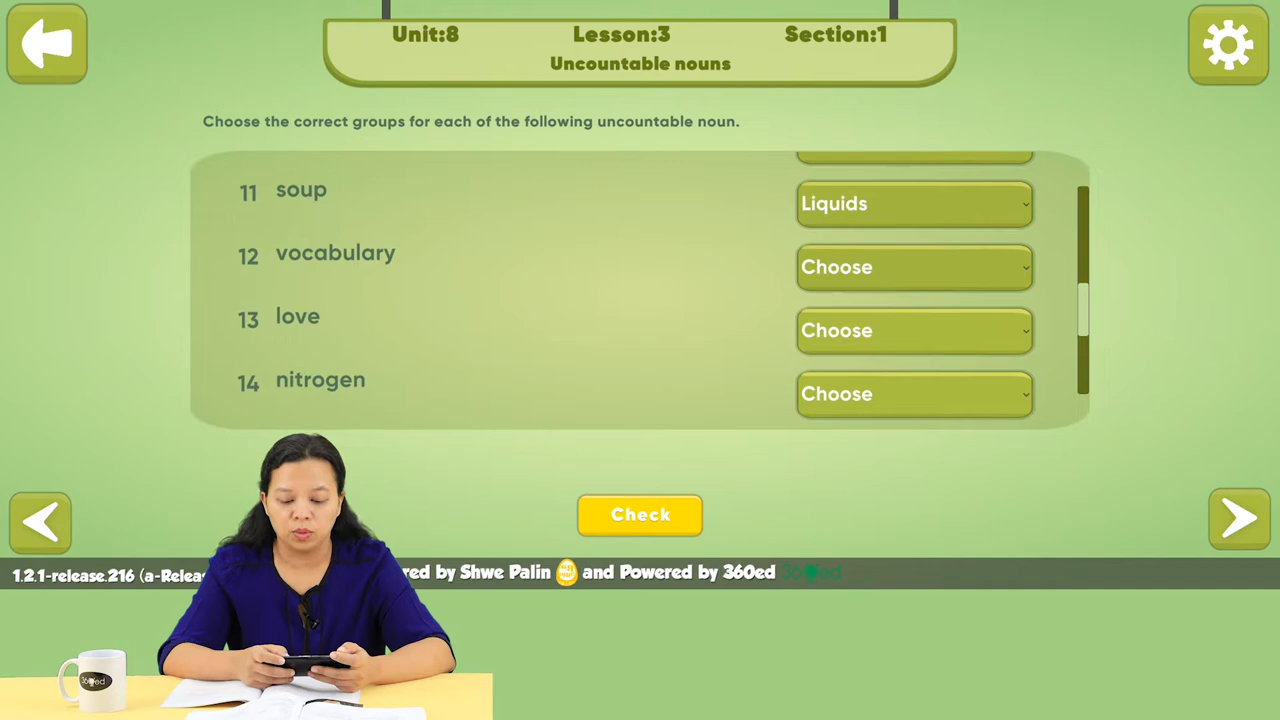 Unit:8 Lesson:3 Section:1
Uncountable nouns
Choose the correct groups for each of the following uncountable noun.
11 soup Liquids
12 vocabulary Choose
13 love Choose
14 nitrogen Choose
Check
1.2.1-release.216 (a-Relea
red by Shwe Palin and Powered by 360ed 360ed
360ed